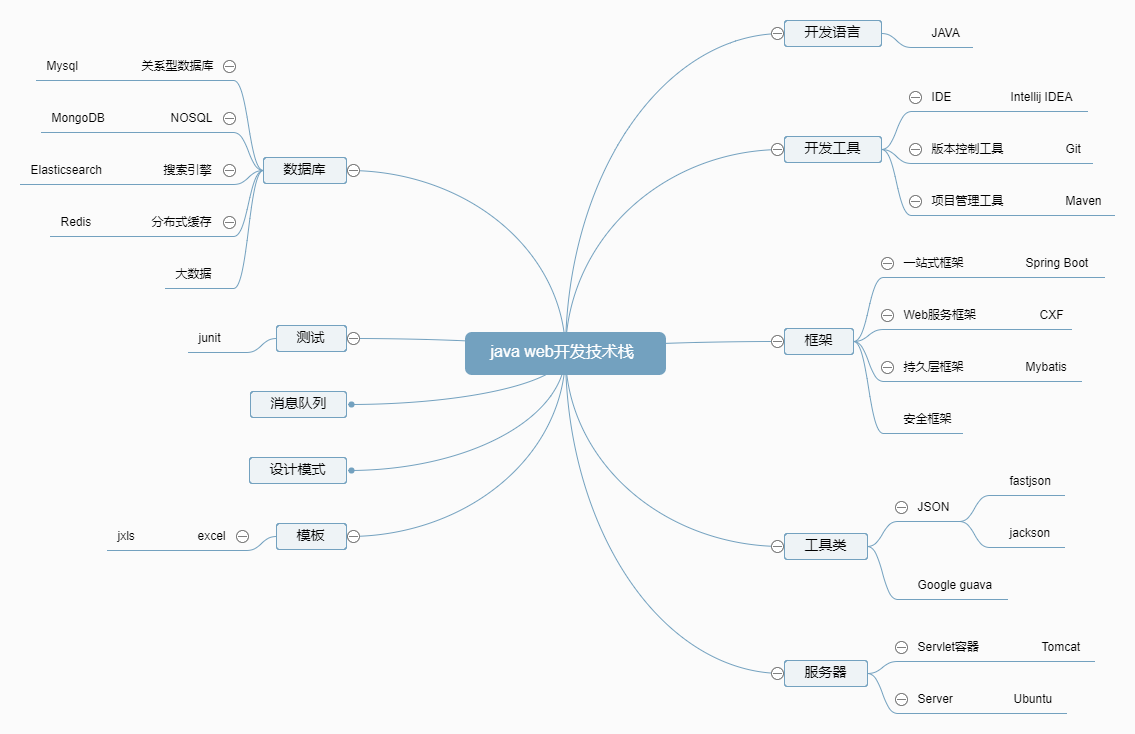 java web开发技术栈
开发语言
JAVA
开发工具
IDE
Intellij IDEA
版本控制工具
Git
项目管理工具
Maven
框架
一站式框架
Spring Boot
Web服务框架
CXF
持久层框架
Mybatis
安全框架
工具类
JSON
fastjson
jackson
Google guava
服务器
Servlet容器
Tomcat
Server
Ubuntu
数据库
关系型数据库
Mysql
NOSQL
MongoDB
搜索引擎
Elasticsearch
分布式缓存
Redis
大数据
测试
junit
消息队列
设计模式
模板
excel
jxls